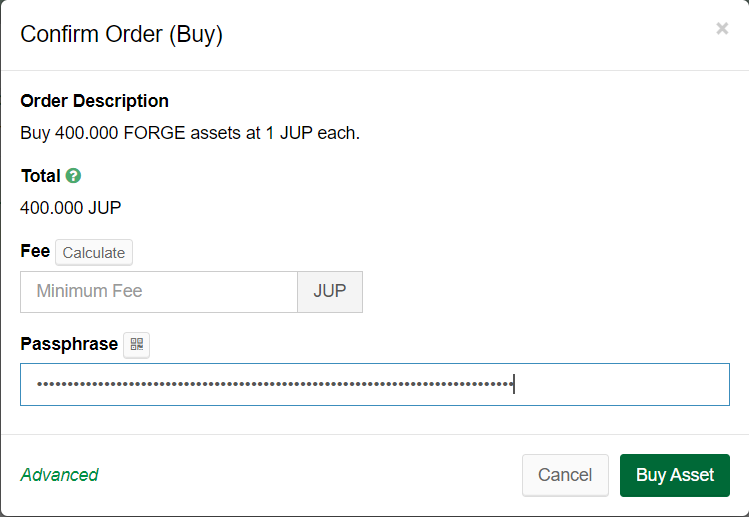 Confirm Order (Buy)
×
Order Description
Buy 400.000 FORGE assets at 1 JUP each.
Total ?
400.000 JUP
Fee Calculate
Minimum Fee JUP
Passphrase
Advanced Cancel Buy Asset